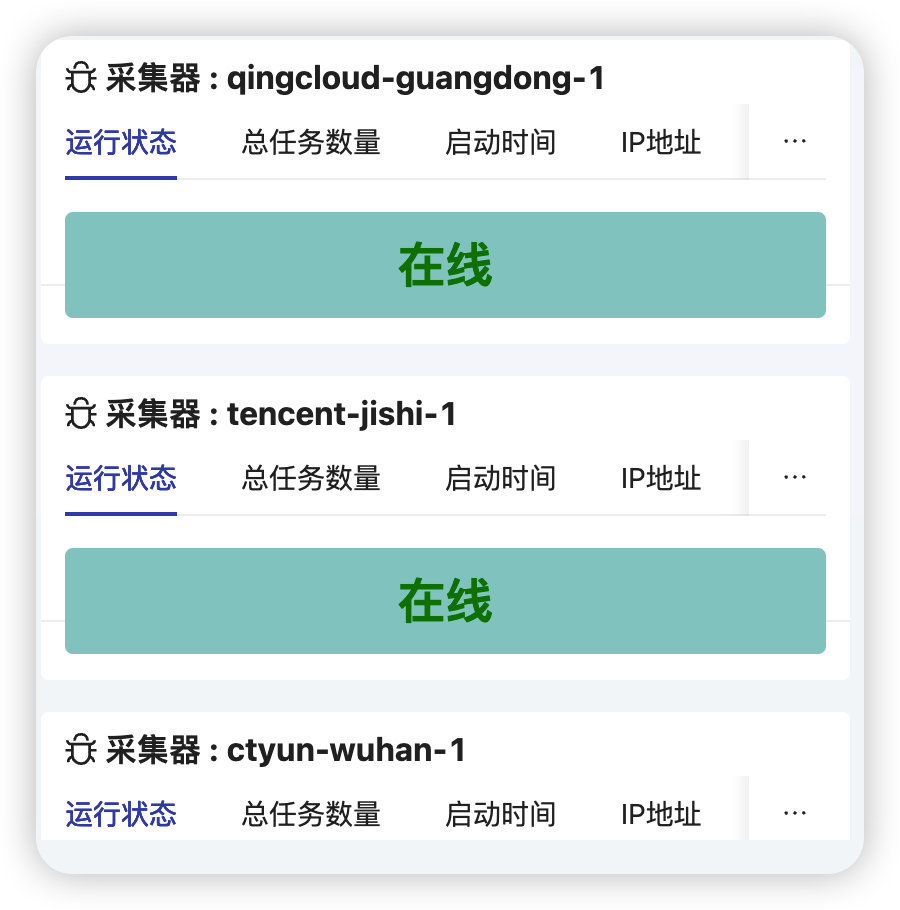 采集器 : qingcloud-guangdong-1
运行状态 总任务数量 启动时间 IP地址 ···
在线
采集器 : tencent-jishi-1
运行状态 总任务数量 启动时间 IP地址 ···
在线
采集器 : ctyun-wuhan-1
运行状态 总任务数量 启动时间 IP地址 ···